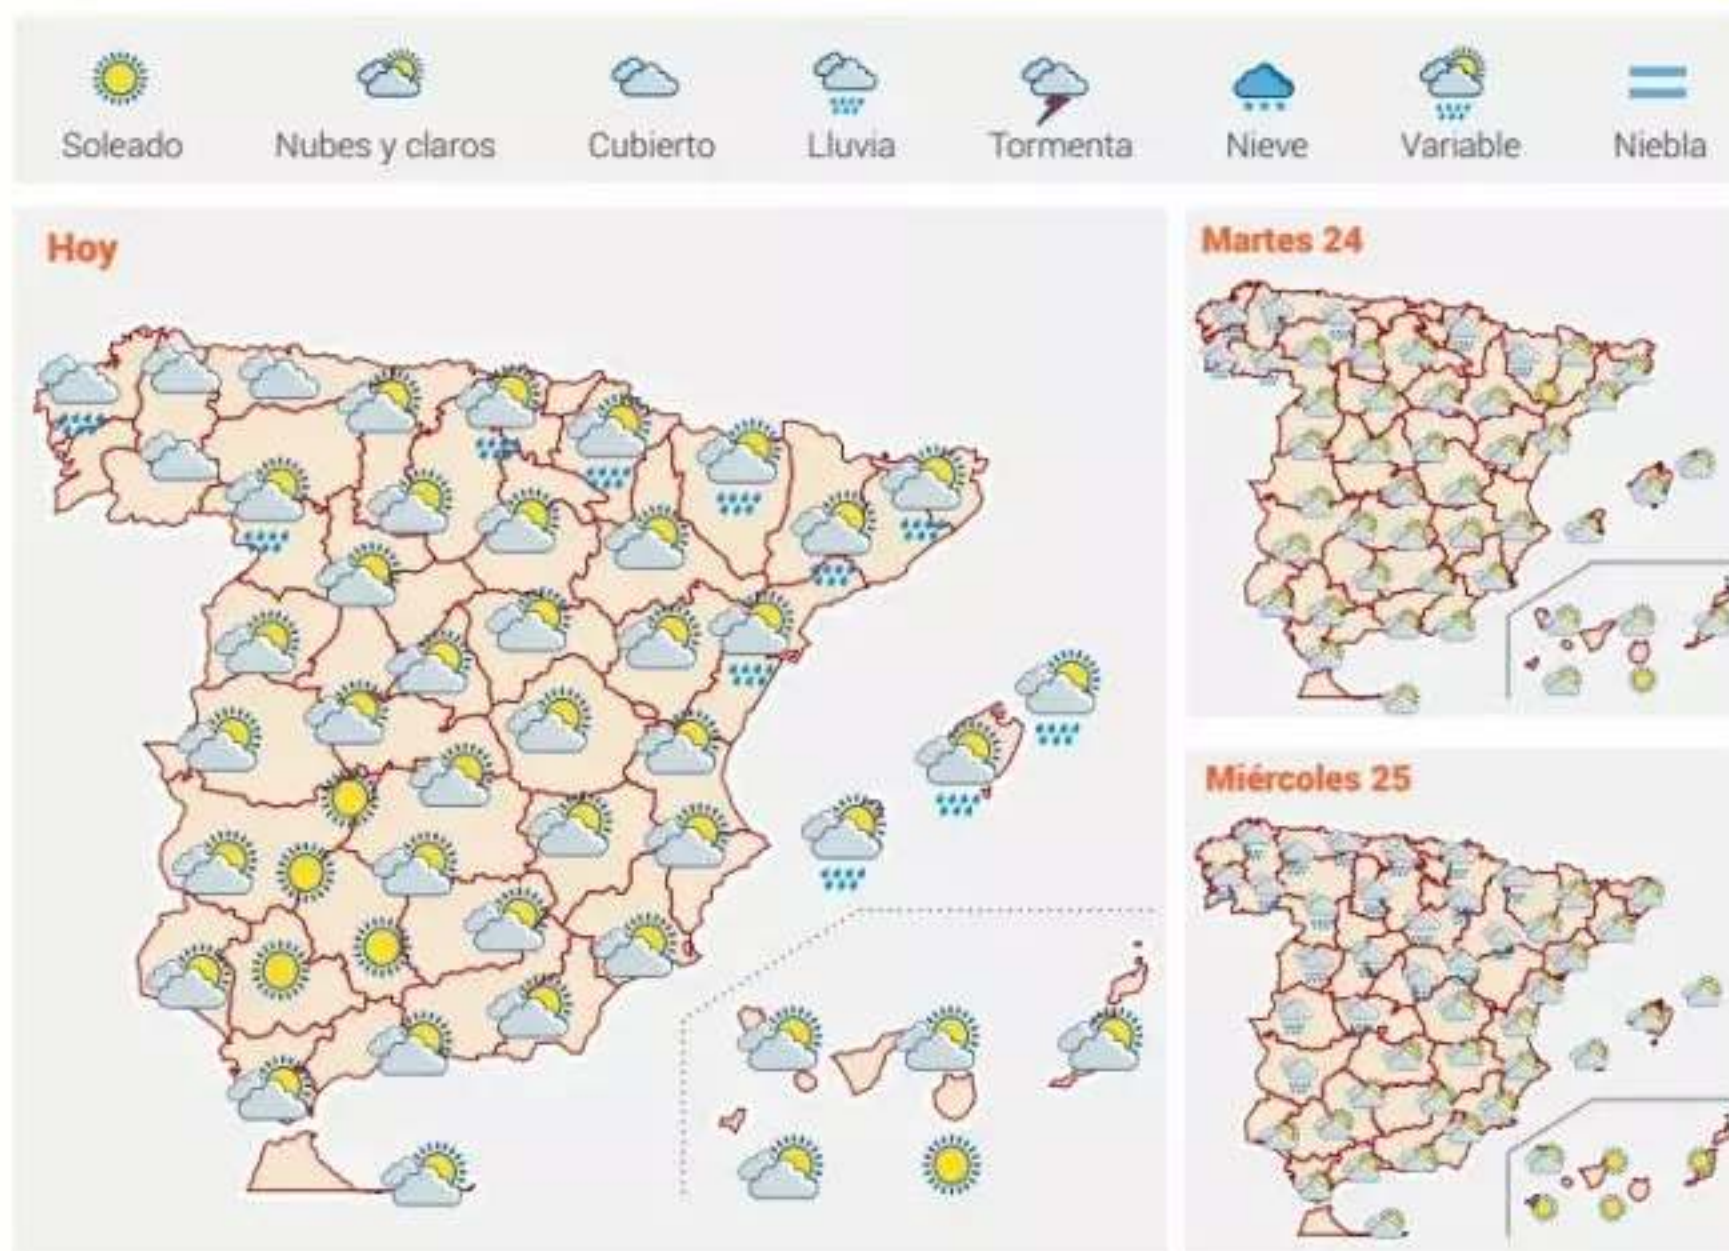 Soleado
Nubes y claros
Cubierto
Lluvia
Tormenta
Nieve
Variable
Niebla
Hoy
Martes 24
Miércoles 25